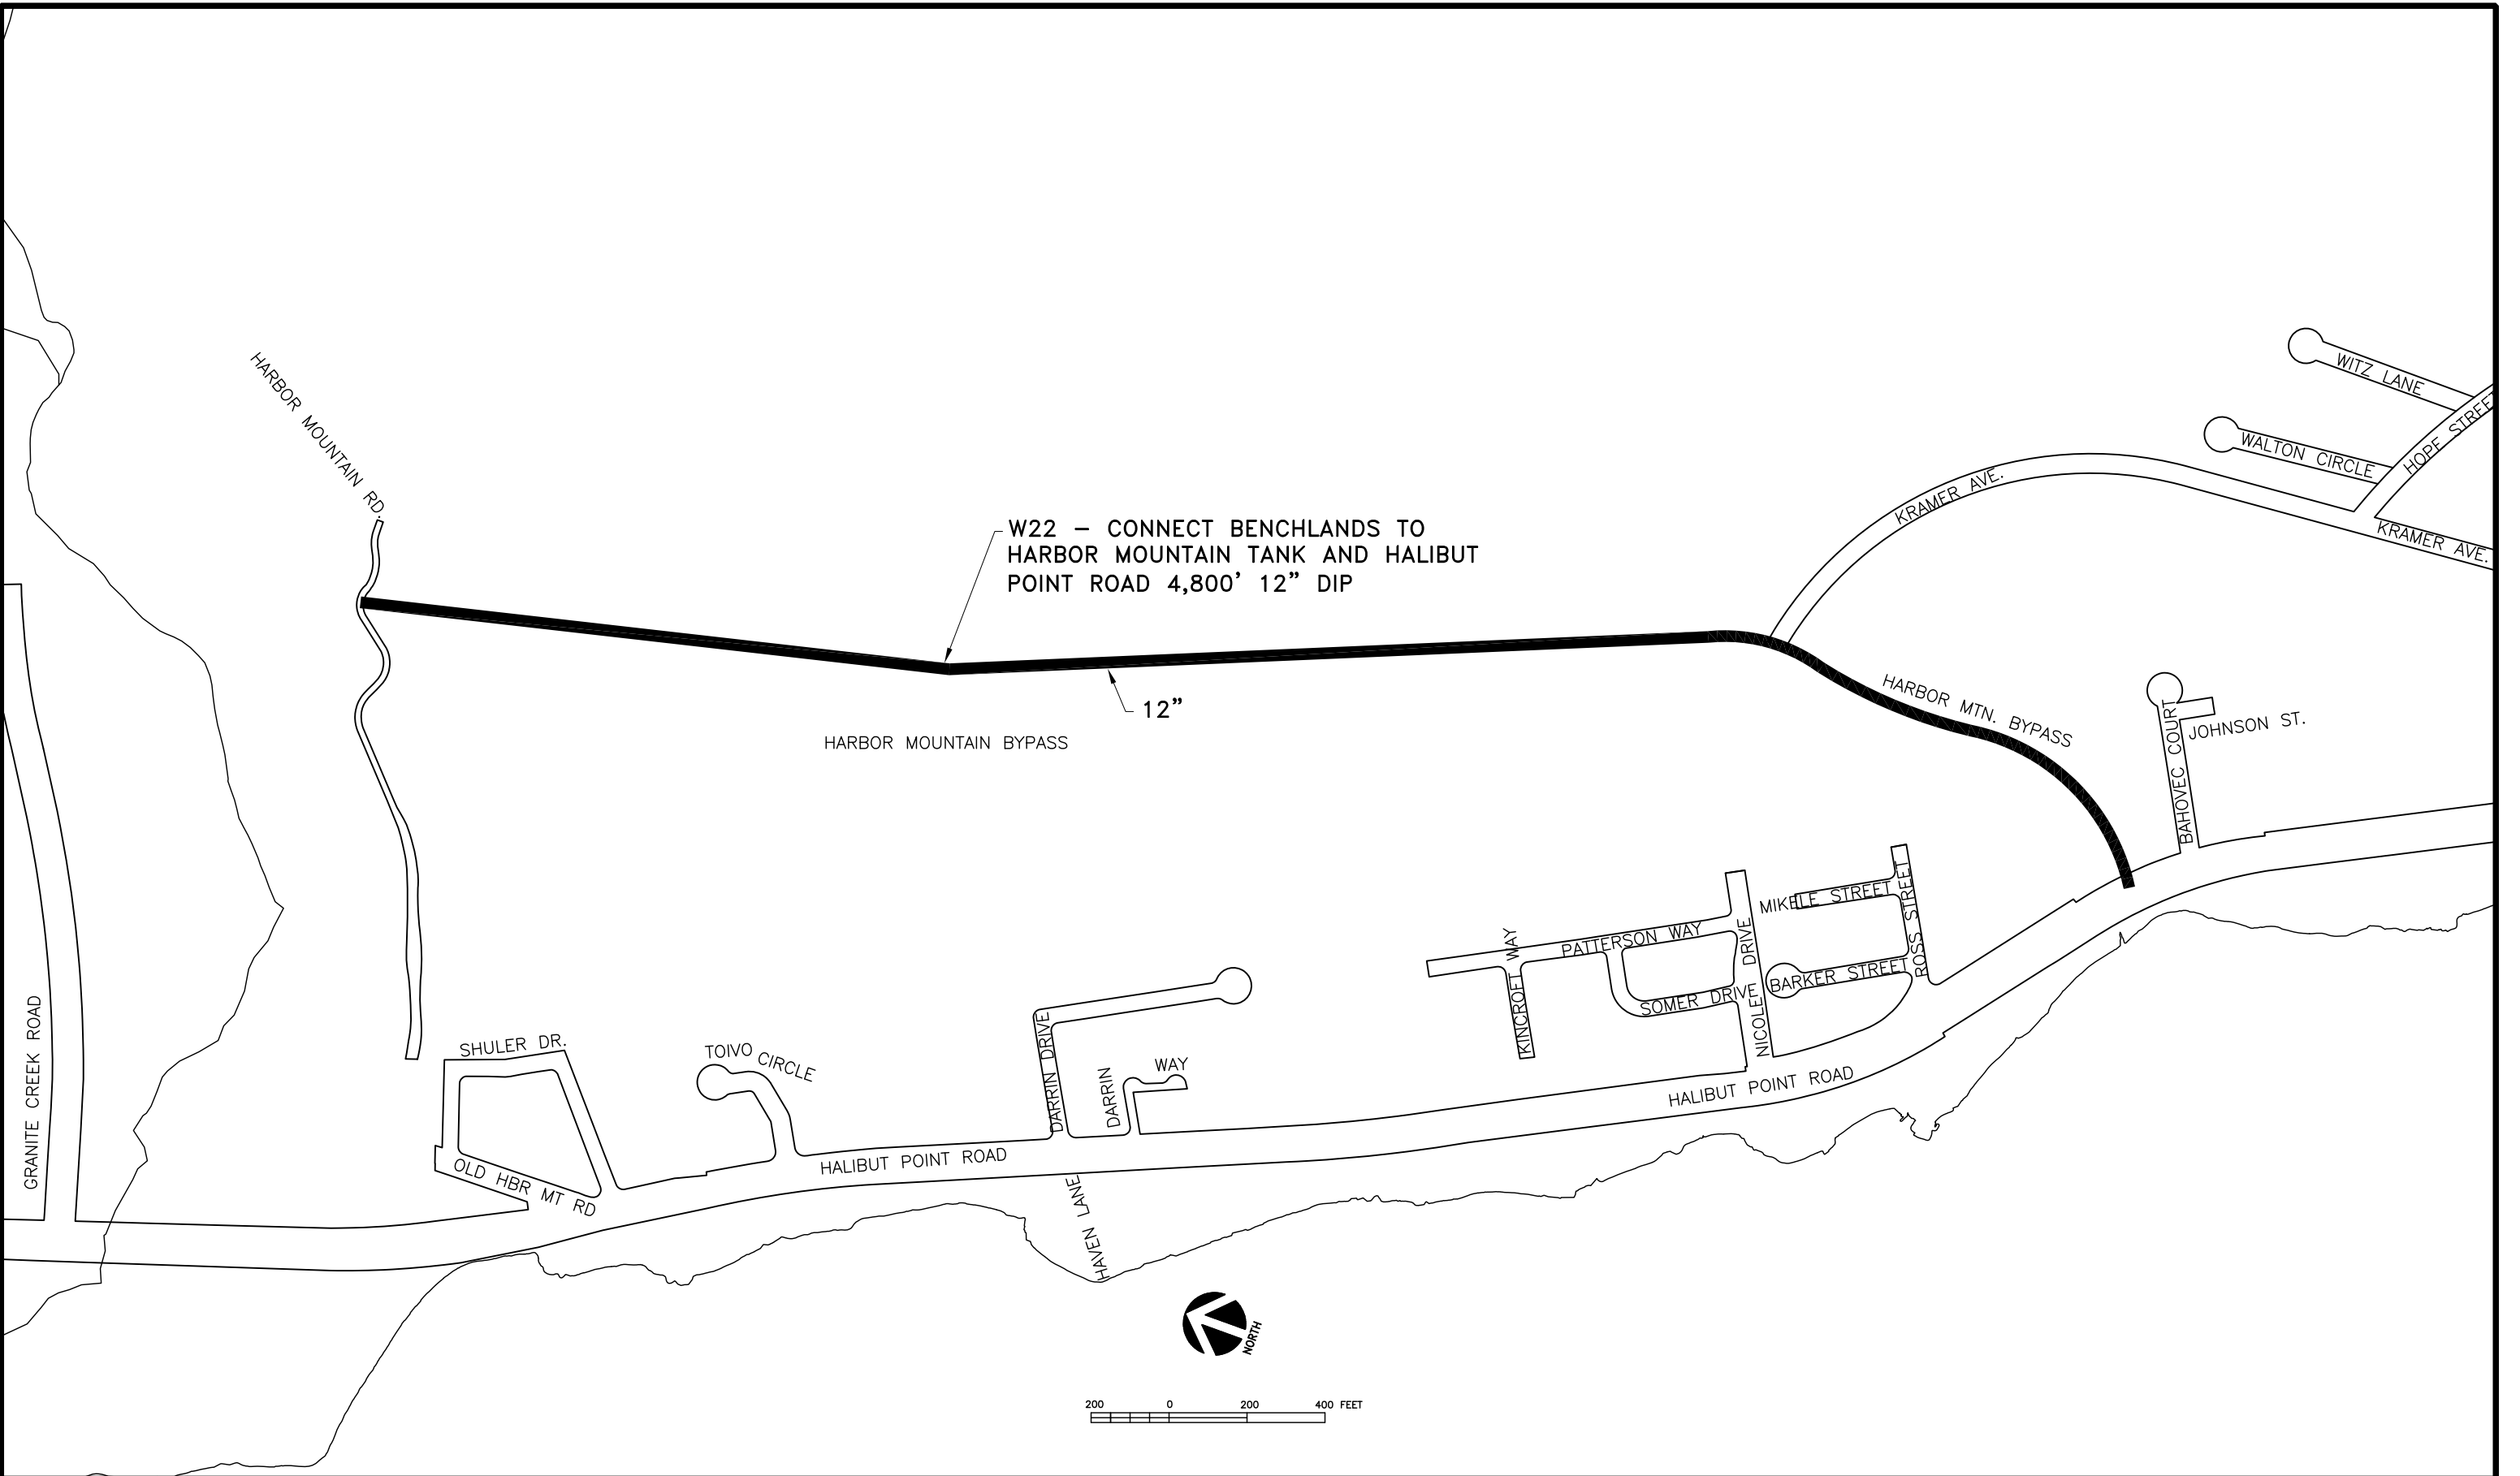 WITZ LANE
HOPE STREET
WALTON CIRCLE
KRAMER AVE.
KRAMER AVE.
HARBOR MOUNTAIN RD.
W22 – CONNECT BENCHLANDS TO
HARBOR MOUNTAIN TANK AND HALIBUT
POINT ROAD 4,800' 12" DIP
12"
HARBOR MOUNTAIN BYPASS
HARBOR MTN. BYPASS
BAHOVEC COURT
JOHNSON ST.
MIKELE STREET
ROSS STREET
PATTERSON WAY
KINCROFT WAY
NICOLE DRIVE
BARKER STREET
SOMER DRIVE
GRANITE CREEK ROAD
SHULER DR.
TOIVO CIRCLE
DARRIN DRIVE
DARRIN WAY
HALIBUT POINT ROAD
OLD HBR MT RD
HALIBUT POINT ROAD
HAVEN LANE
NORTH
200 0 200 400 FEET